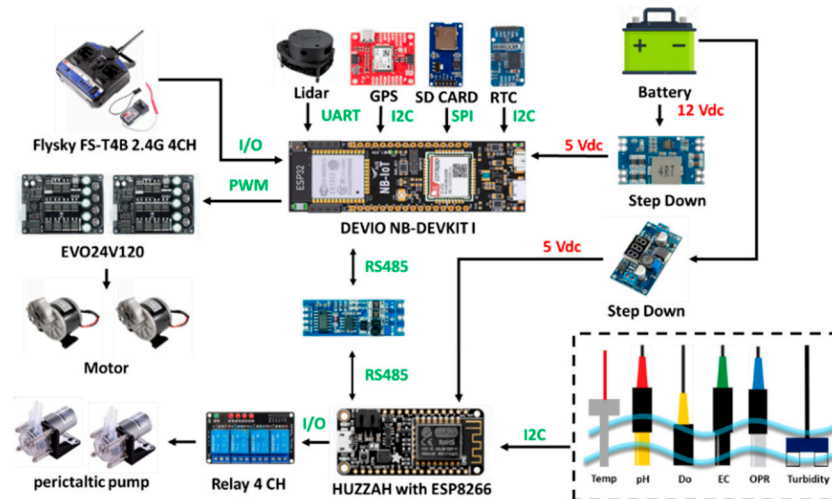 Lidar
GPS
SD CARD
RTC
Battery
UART
I2C
SPI
I2C
12 Vdc
Flysky FS-T4B 2.4G 4CH
I/O
5 Vdc
PWM
ESP32
NB-IoT
Step Down
DEVIO NB-DEVKIT I
EVO24V120
5 Vdc
RS485
Step Down
Motor
RS485
I2C
I/O
perictaltic pump
Relay 4 CH
HUZZAH with ESP8266
Temp
pH
Do
EC
OPR
Turbidity